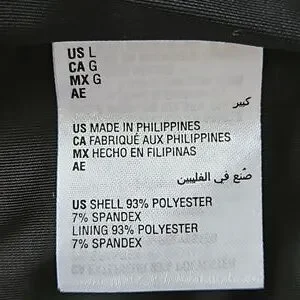 US L
CA G
MX G
AE
كبير
US MADE IN PHILIPPINES
CA FABRIQUÉ AUX PHILIPPINES
MX HECHO EN FILIPINAS
AE
صُنع في الفلبين
US SHELL 93% POLYESTER
7% SPANDEX
LINING 93% POLYESTER
7% SPANDEX